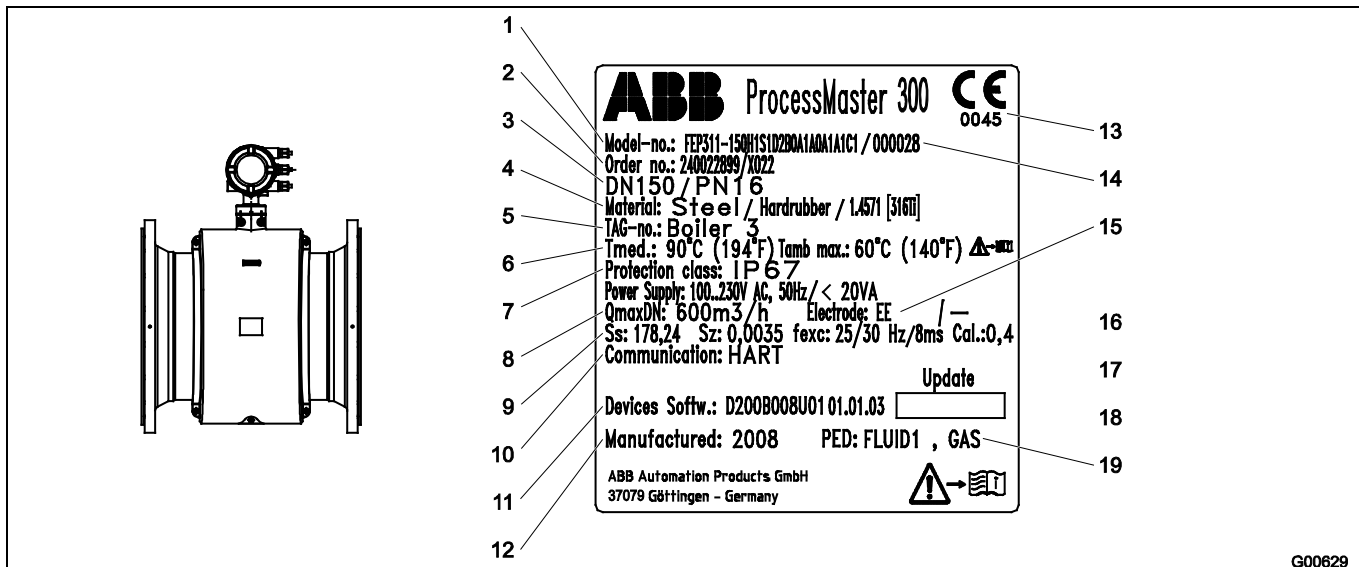 1
2
3
4
5
6
7
8
9
10
11
12
ABB ProcessMaster 300 CE
0045
Model-no.: FEP311-150H1S1D2B0A1A0A1A1C1 / 000028
Order no.: 240022899/X022
DN150 / PN16
Material: Steel / Hardrubber / 1.4571 [316Ti]
TAG-no.: Boiler 3
Tmed.: 90°C (194°F) Tamb max.: 60°C (140°F)
Protection class: IP67
Power Supply: 100..230V AC, 50Hz / < 20VA
QmaxDN: 600m3/h Electrode: EE / —
Ss: 178,24 Sz: 0,0035 fexc: 25/30 Hz/8ms Cal.:0,4
Communication: HART
Update
Devices Softw.: D200B008U01 01.01.03
Manufactured: 2008 PED: FLUID1 , GAS
ABB Automation Products GmbH
37079 Göttingen - Germany
13
14
15
16
17
18
19
G00629